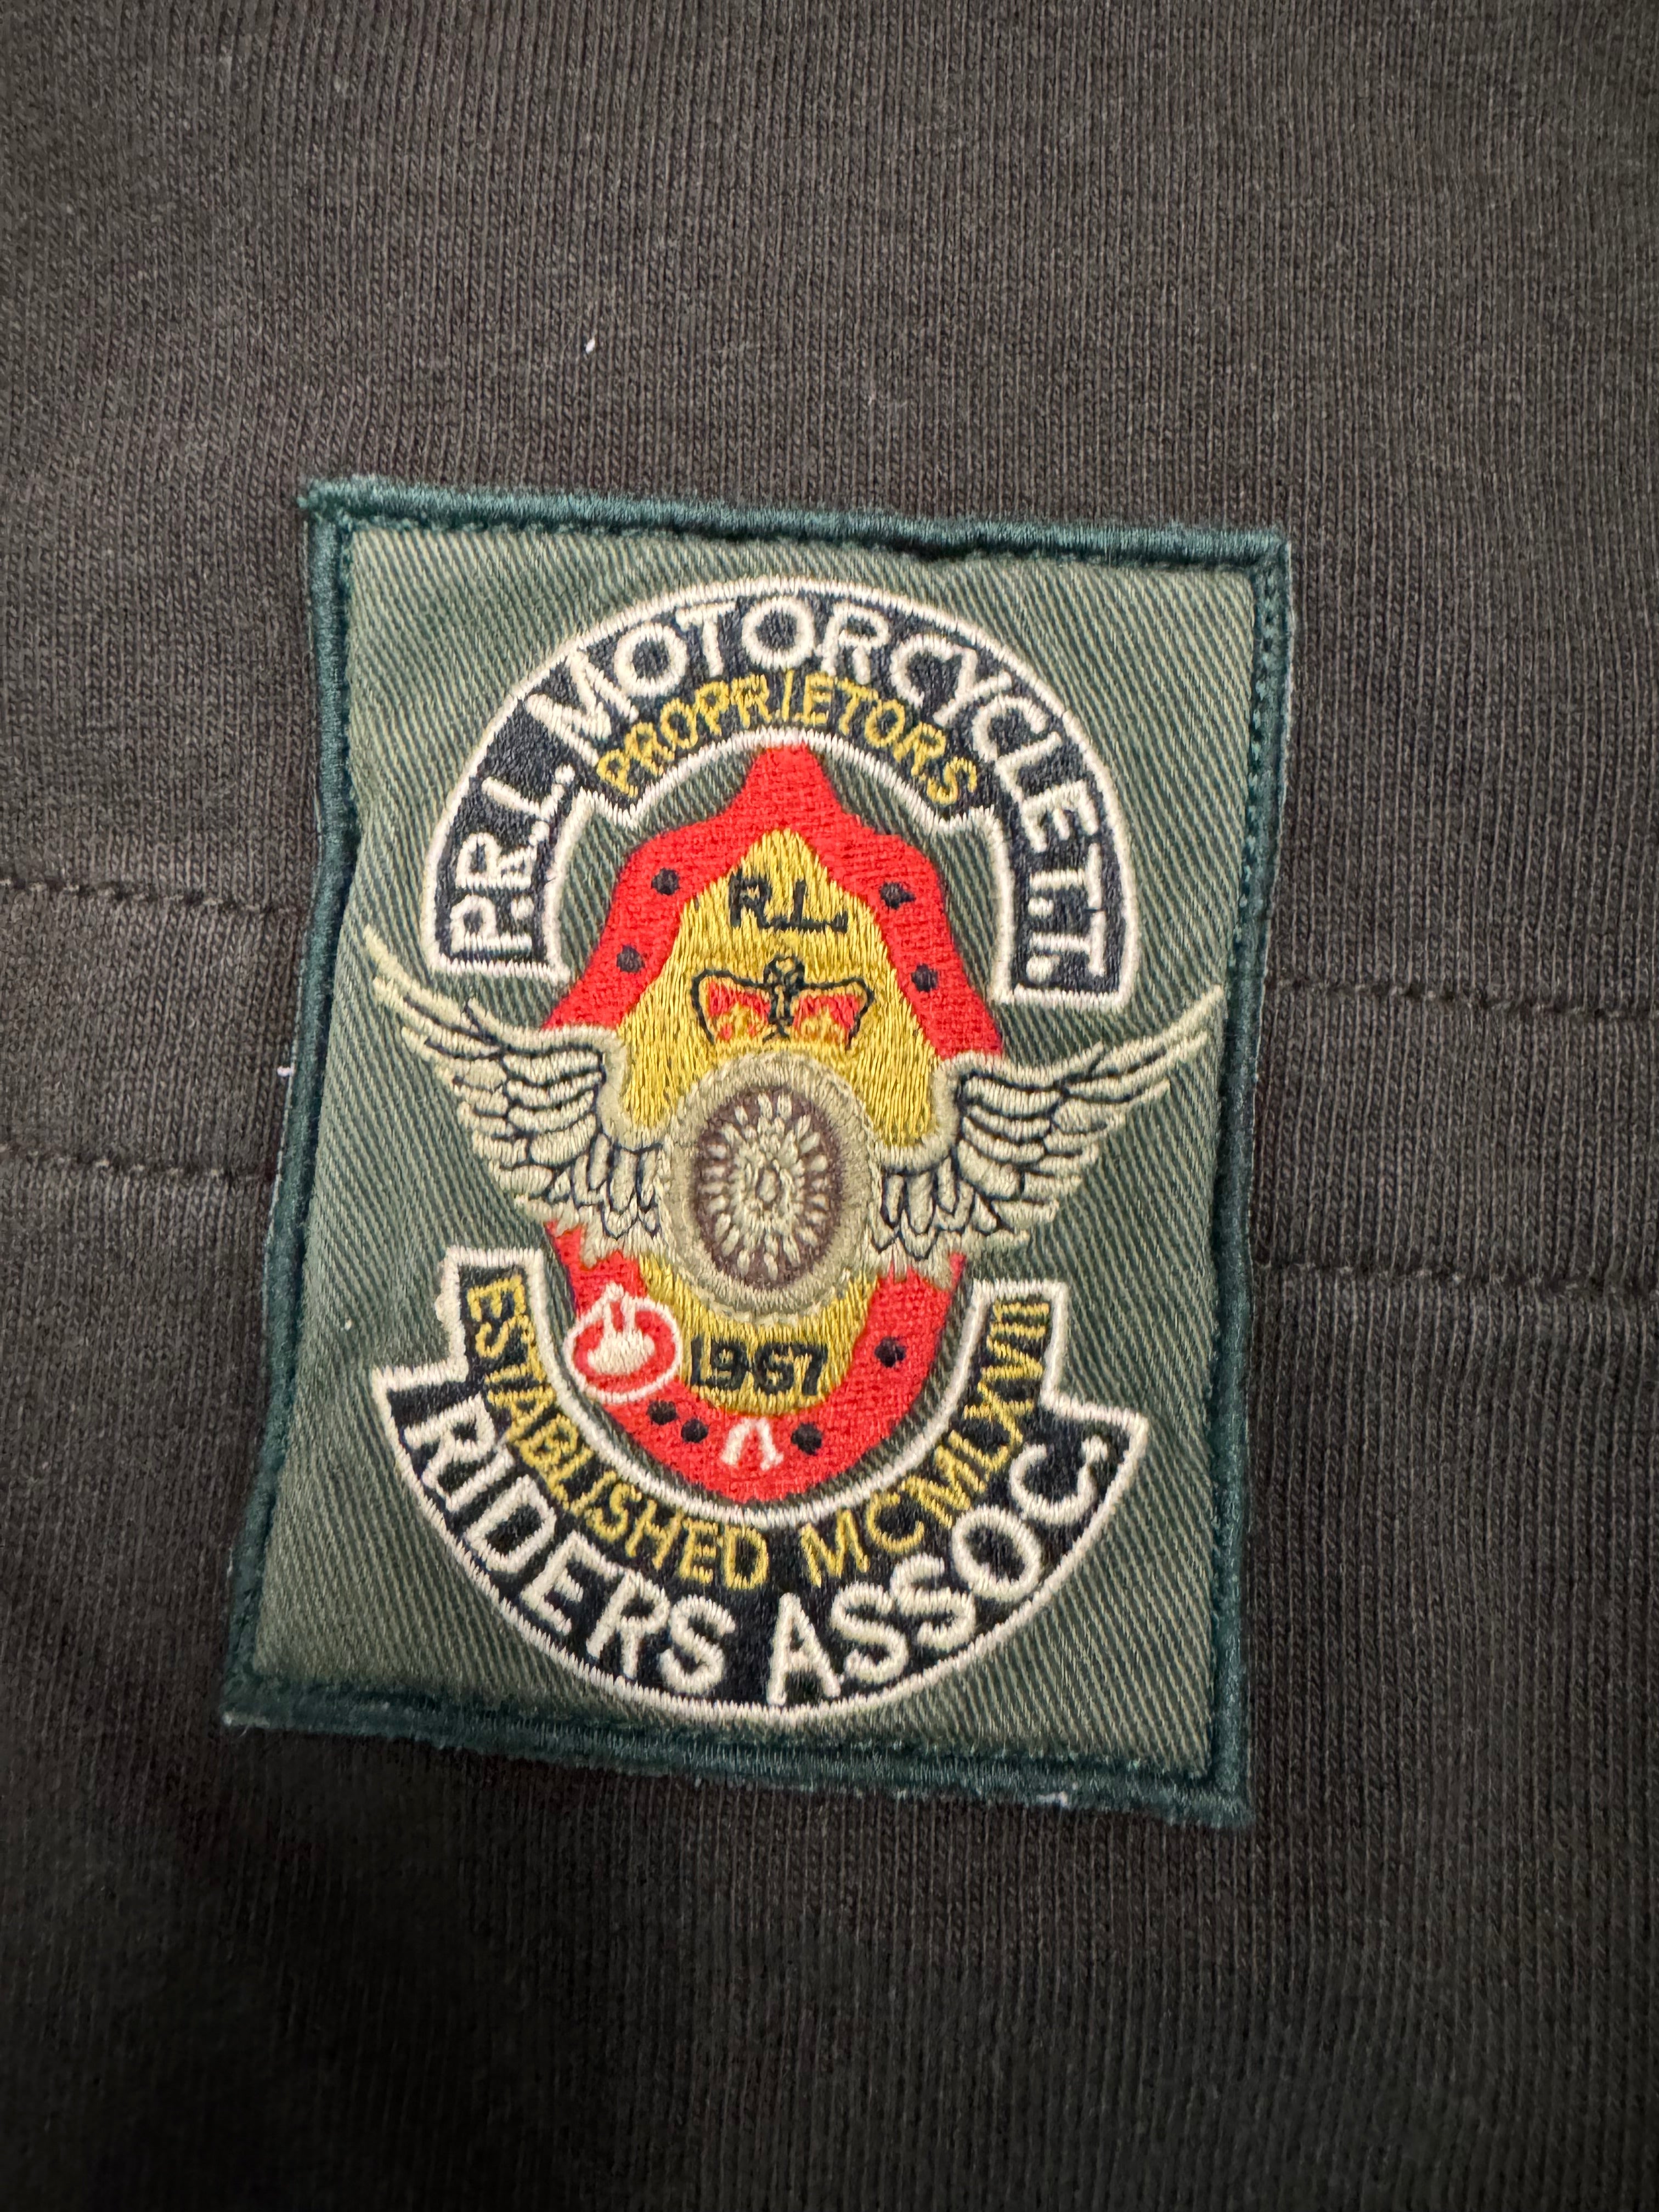 P.R.L. MOTORCYCLE T.T.
PROPRIETORS
R.L.
1967
ESTABLISHED MCMLXVII
RIDERS ASSOC.